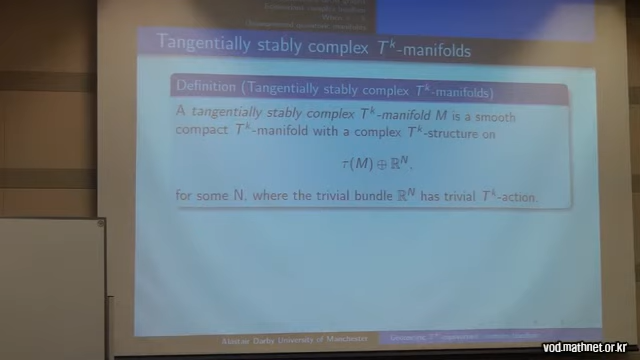 Tangentially stably complex T^k-manifolds
Definition (Tangentially stably complex T^k-manifolds)
A tangentially stably complex T^k-manifold M is a smooth
compact T^k-manifold with a complex T^k-structure on
τ(M) ⊕ ℝ^N,
for some N, where the trivial bundle ℝ^N has trivial T^k-action.
Alastair Darby University of Manchester
vod.mathnet.or.kr